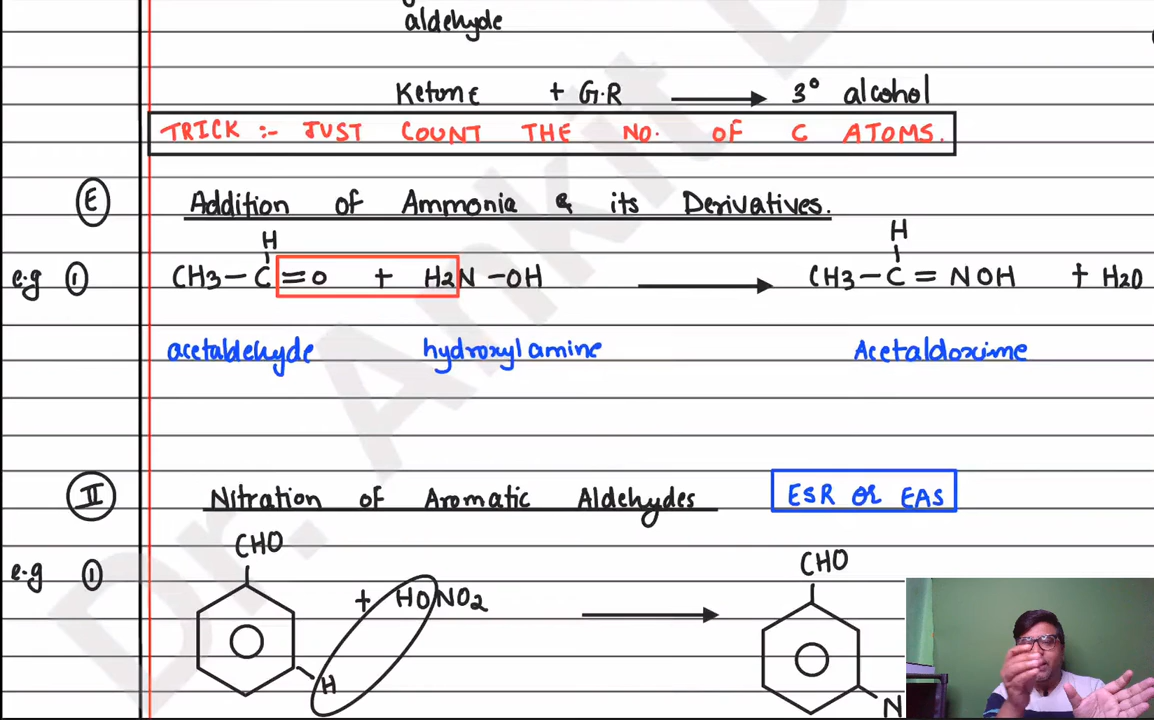 aldehyde
Ketone + G.R ⟶ 3° alcohol
TRICK :- JUST COUNT THE NO. OF C ATOMS.
Ⓔ Addition of Ammonia & its Derivatives.
H H
e.g ① CH3 — C = O + H2N — OH ⟶ CH3 — C = NOH + H2O
acetaldehyde hydroxylamine Acetaldoxime
Ⅱ Nitration of Aromatic Aldehydes ESR or EAS
CHO CHO
e.g ① + HONO2 ⟶
H N
Dr. Ankit D